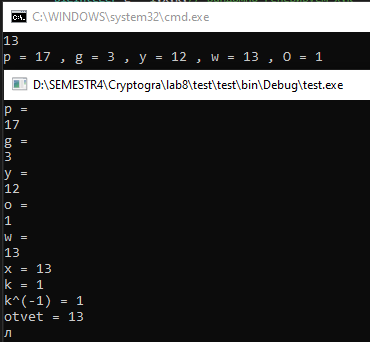 C:\WINDOWS\system32\cmd.exe
13
p = 17 , g = 3 , y = 12 , w = 13 , O = 1
D:\SEMESTR4\Cryptogra\lab8\test\test\bin\Debug\test.exe
p =
17
g =
3
y =
12
o =
1
w =
13
x = 13
k = 1
k^(-1) = 1
otvet = 13
л